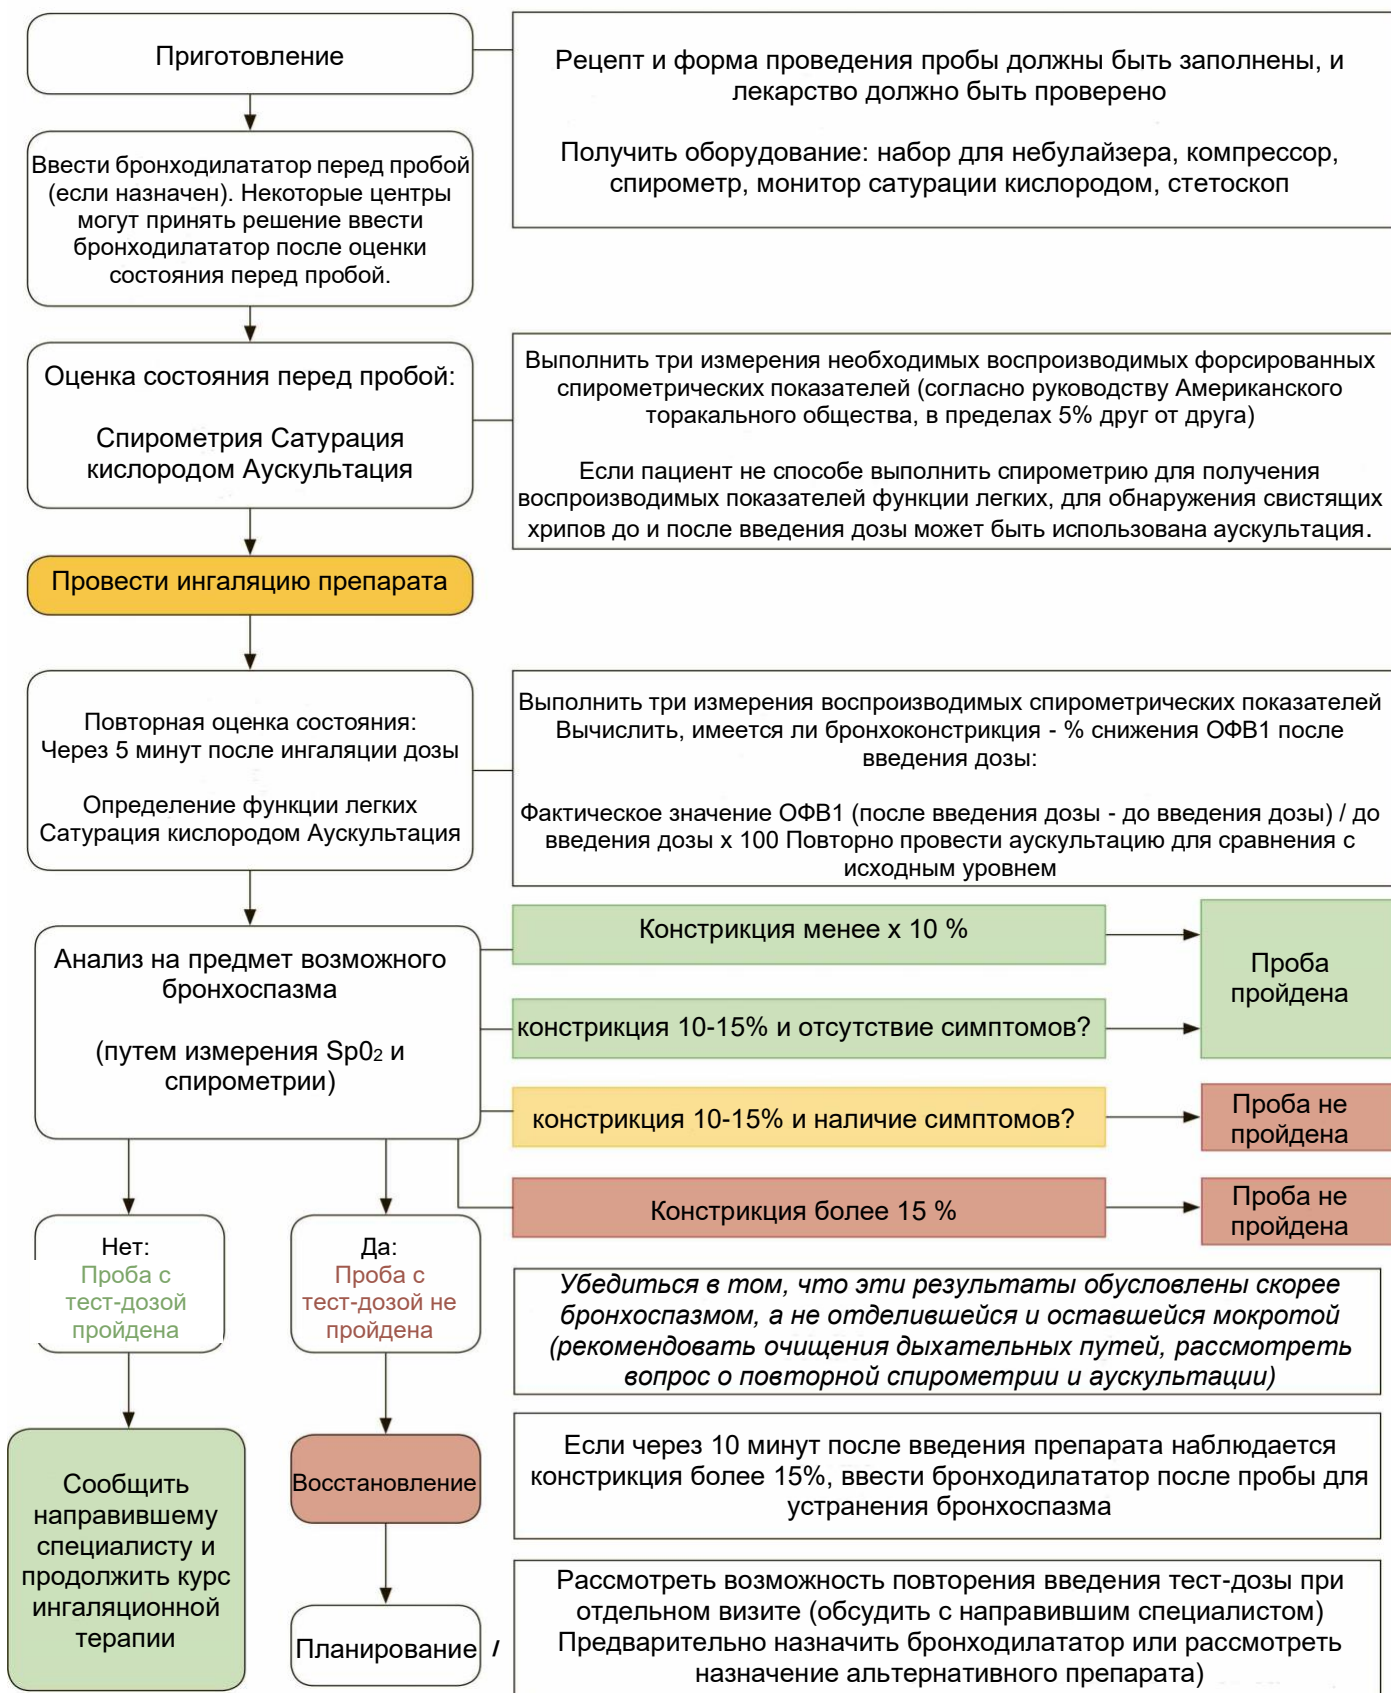 Приготовление
Рецепт и форма проведения пробы должны быть заполнены, и
лекарство должно быть проверено
Получить оборудование: набор для небулайзера, компрессор,
спирометр, монитор сатурации кислородом, стетоскоп
Ввести бронходилататор перед пробой
(если назначен). Некоторые центры
могут принять решение ввести
бронходилататор после оценки
состояния перед пробой.
Оценка состояния перед пробой:
Спирометрия Сатурация
кислородом Аускультация
Выполнить три измерения необходимых воспроизводимых форсированных
спирометрических показателей (согласно руководству Американского
торакального общества, в пределах 5% друг от друга)
Если пациент не способе выполнить спирометрию для получения
воспроизводимых показателей функции легких, для обнаружения свистящих
хрипов до и после введения дозы может быть использована аускультация.
Провести ингаляцию препарата
Повторная оценка состояния:
Через 5 минут после ингаляции дозы
Определение функции легких
Сатурация кислородом Аускультация
Выполнить три измерения воспроизводимых спирометрических показателей
Вычислить, имеется ли бронхоконстрикция - % снижения ОФВ1 после
введения дозы:
Фактическое значение ОФВ1 (после введения дозы - до введения дозы) / до
введения дозы х 100 Повторно провести аускультацию для сравнения с
исходным уровнем
Анализ на предмет возможного
бронхоспазма
(путем измерения Sp0₂ и
спирометрии)
Констрикция менее х 10 %
констрикция 10-15% и отсутствие симптомов?
Проба
пройдена
констрикция 10-15% и наличие симптомов?
Проба не
пройдена
Констрикция более 15 %
Проба не
пройдена
Нет:
Проба с
тест-дозой
пройдена
Да:
Проба с
тест-дозой не
пройдена
Убедиться в том, что эти результаты обусловлены скорее
бронхоспазмом, а не отделившейся и оставшейся мокротой
(рекомендовать очищения дыхательных путей, рассмотреть
вопрос о повторной спирометрии и аускультации)
Сообщить
направившему
специалисту и
продолжить курс
ингаляционной
терапии
Восстановление
Если через 10 минут после введения препарата наблюдается
констрикция более 15%, ввести бронходилататор после пробы для
устранения бронхоспазма
Планирование /
Рассмотреть возможность повторения введения тест-дозы при
отдельном визите (обсудить с направившим специалистом)
Предварительно назначить бронходилататор или рассмотреть
назначение альтернативного препарата)